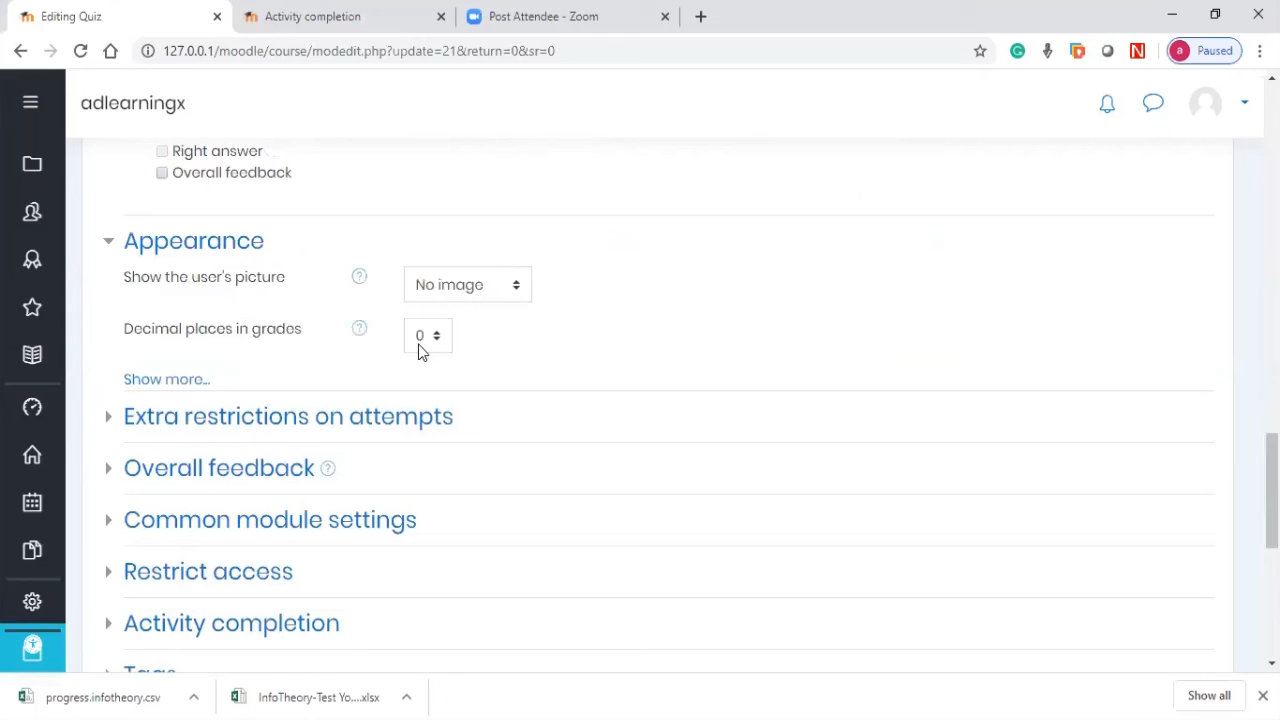 Editing Quiz
Activity completion
Post Attendee - Zoom
127.0.0.1/moodle/course/modedit.php?update=21&return=0&sr=0
a Paused
adlearningx
Right answer
Overall feedback
Appearance
Show the user's picture
No image
Decimal places in grades
0
Show more...
Extra restrictions on attempts
Overall feedback
Common module settings
Restrict access
Activity completion
Tags
progress.infotheory.csv
InfoTheory-Test Yo....xlsx
Show all